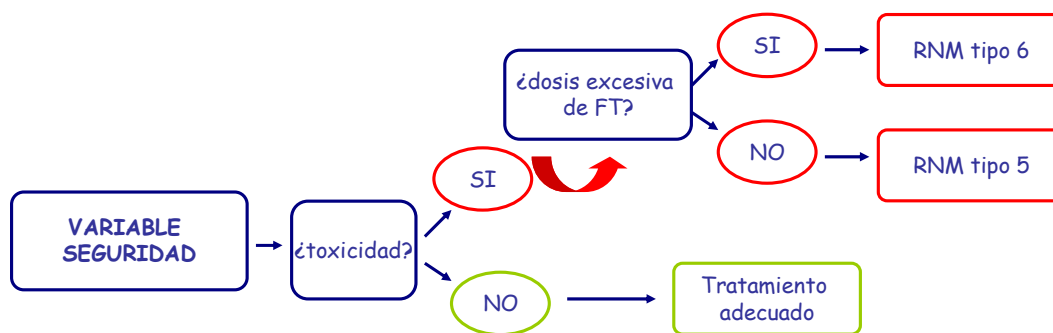 SI
RNM tipo 6
¿dosis excesiva
de FT?
NO
RNM tipo 5
SI
VARIABLE
SEGURIDAD
¿toxicidad?
NO
Tratamiento
adecuado